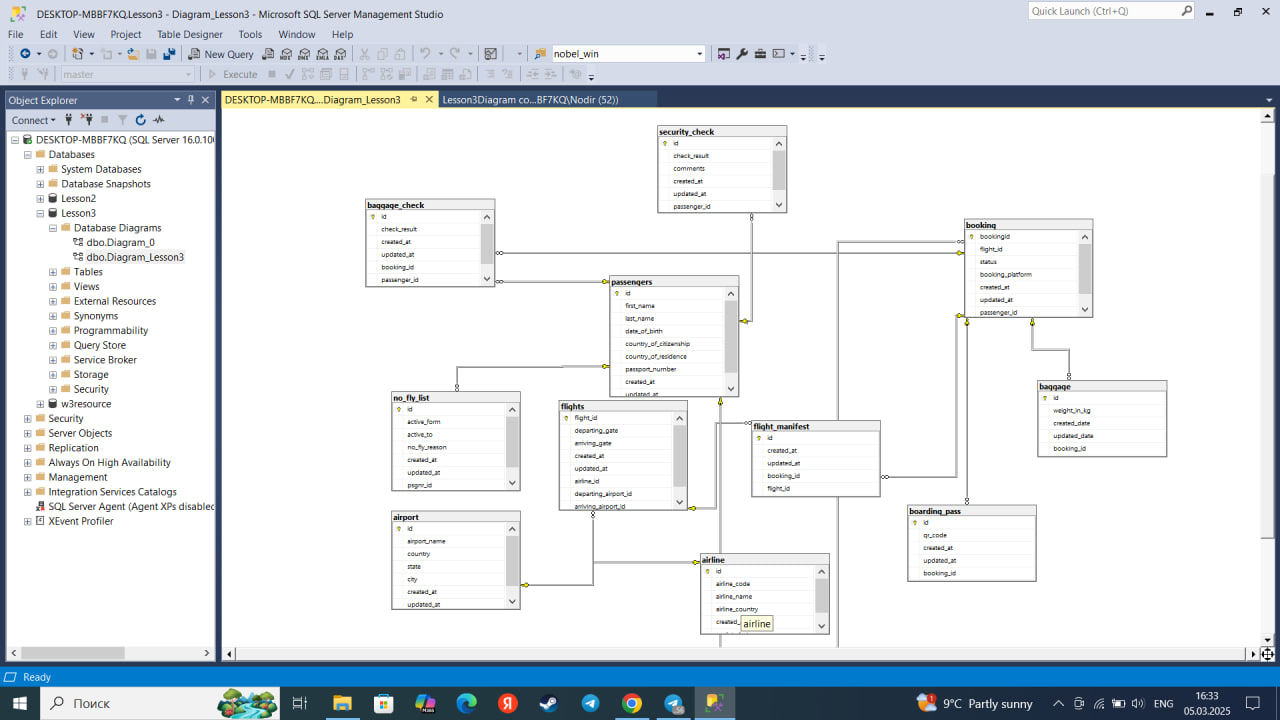 DESKTOP-MBBF7KQ.Lesson3 - Diagram_Lesson3 - Microsoft SQL Server Management Studio
Quick Launch (Ctrl+Q)
File Edit View Project Table Designer Tools Window Help
New Query MDX DMX XMLA DAX nobel_win
master Execute
Object Explorer
DESKTOP-MBBF7KQ....Diagram_Lesson3
Lesson3Diagram co...BF7KQ\Nodir (52))
Connect
DESKTOP-MBBF7KQ (SQL Server 16.0.100
Databases
System Databases
Database Snapshots
Lesson2
Lesson3
Database Diagrams
dbo.Diagram_0
dbo.Diagram_Lesson3
Tables
Views
External Resources
Synonyms
Programmability
Query Store
Service Broker
Storage
Security
w3resource
Security
Server Objects
Replication
Always On High Availability
Management
Integration Services Catalogs
SQL Server Agent (Agent XPs disabled
XEvent Profiler
security_check
id
check_result
comments
created_at
updated_at
passenger_id
baggage_check
id
check_result
created_at
updated_at
booking_id
passenger_id
booking
bookingid
flight_id
status
booking_platform
created_at
updated_at
passenger_id
passengers
id
first_name
last_name
date_of_birth
country_of_citizenship
country_of_residence
passport_number
created_at
updated_at
baggage
id
weight_in_kg
created_date
updated_date
booking_id
no_fly_list
id
active_form
active_to
no_fly_reason
created_at
updated_at
psgnr_id
flights
flight_id
departing_gate
arriving_gate
created_at
updated_at
airline_id
departing_airport_id
arriving_airport_id
flight_manifest
id
created_at
updated_at
booking_id
flight_id
boarding_pass
id
qr_code
created_at
updated_at
booking_id
airport
id
airport_name
country
state
city
created_at
updated_at
airline
id
airline_code
airline_name
airline_country
created_
airline
Ready
Поиск
9°C Partly sunny
ENG
16:33
05.03.2025